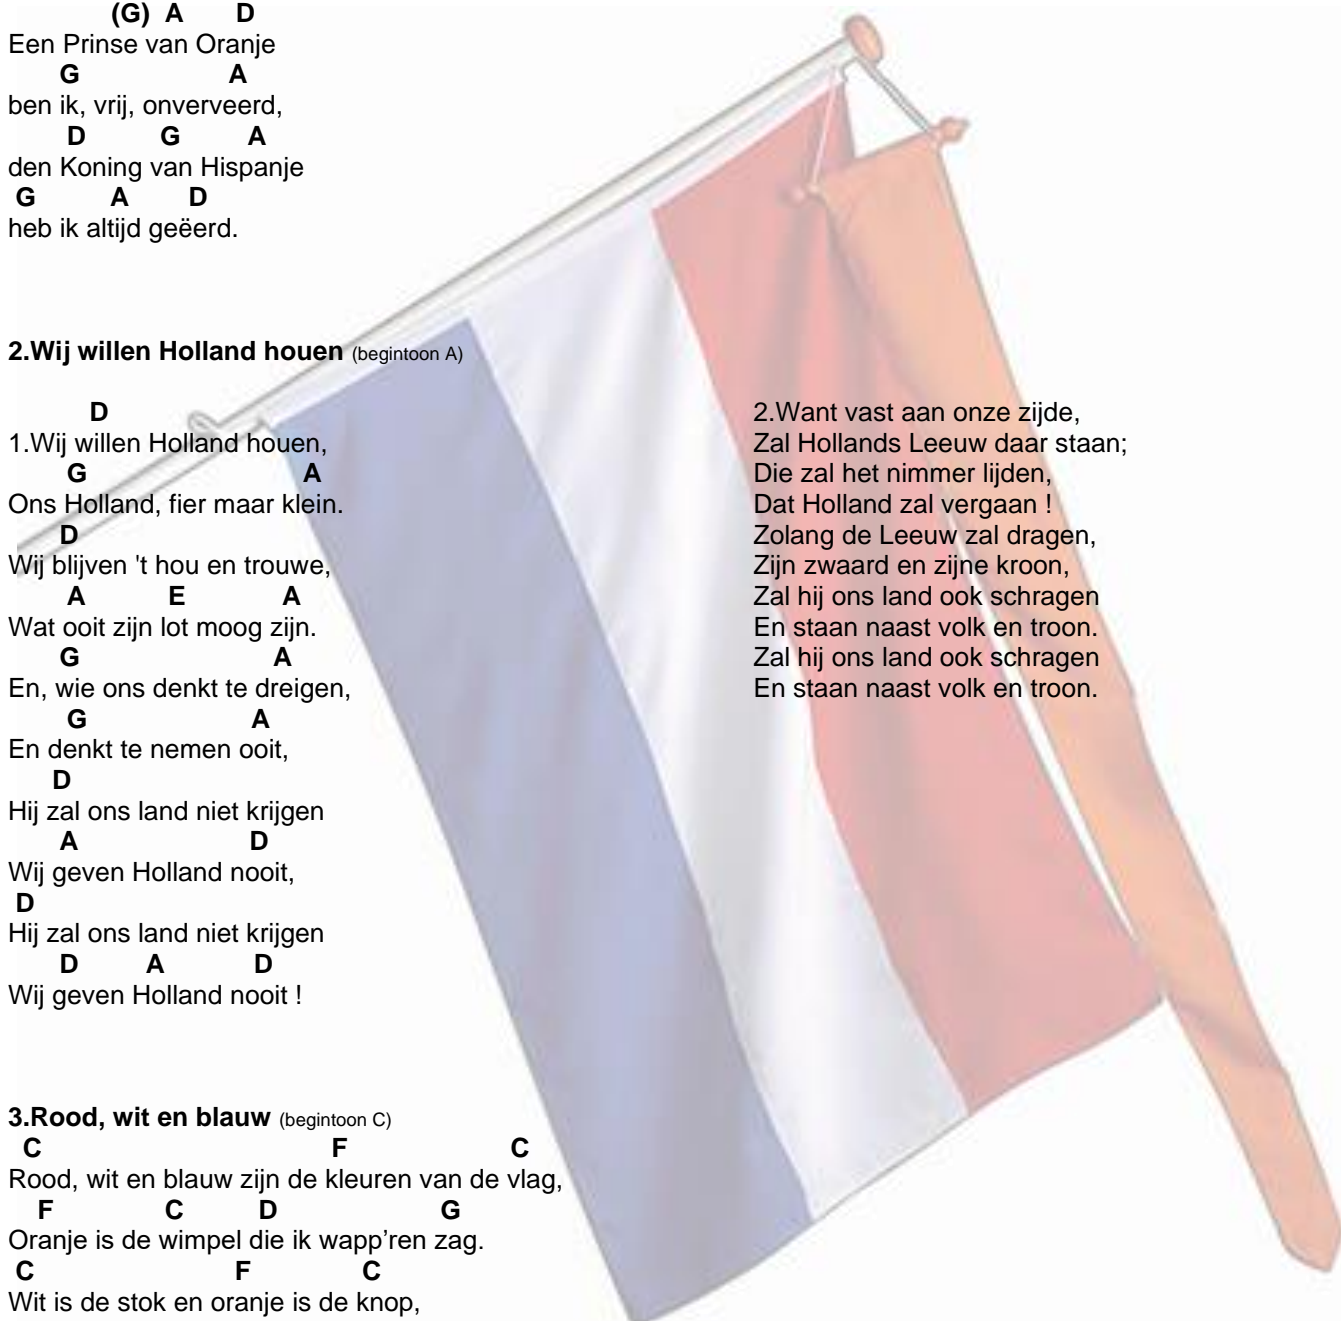 (G) A D
Een Prinse van Oranje
G A
ben ik, vrij, onverveerd,
D G A
den Koning van Hispanje
G A D
heb ik altijd geëerd.
2.Wij willen Holland houen (begintoon A)
D
1.Wij willen Holland houen,
G A
Ons Holland, fier maar klein.
D
Wij blijven 't hou en trouwe,
A E A
Wat ooit zijn lot moog zijn.
G A
En, wie ons denkt te dreigen,
G A
En denkt te nemen ooit,
D
Hij zal ons land niet krijgen
A D
Wij geven Holland nooit,
D
Hij zal ons land niet krijgen
D A D
Wij geven Holland nooit !
2.Want vast aan onze zijde,
Zal Hollands Leeuw daar staan;
Die zal het nimmer lijden,
Dat Holland zal vergaan !
Zolang de Leeuw zal dragen,
Zijn zwaard en zijne kroon,
Zal hij ons land ook schragen
En staan naast volk en troon.
Zal hij ons land ook schragen
En staan naast volk en troon.
3.Rood, wit en blauw (begintoon C)
C F C
Rood, wit en blauw zijn de kleuren van de vlag,
F C D G
Oranje is de wimpel die ik wapp’ren zag.
C F C
Wit is de stok en oranje is de knop,